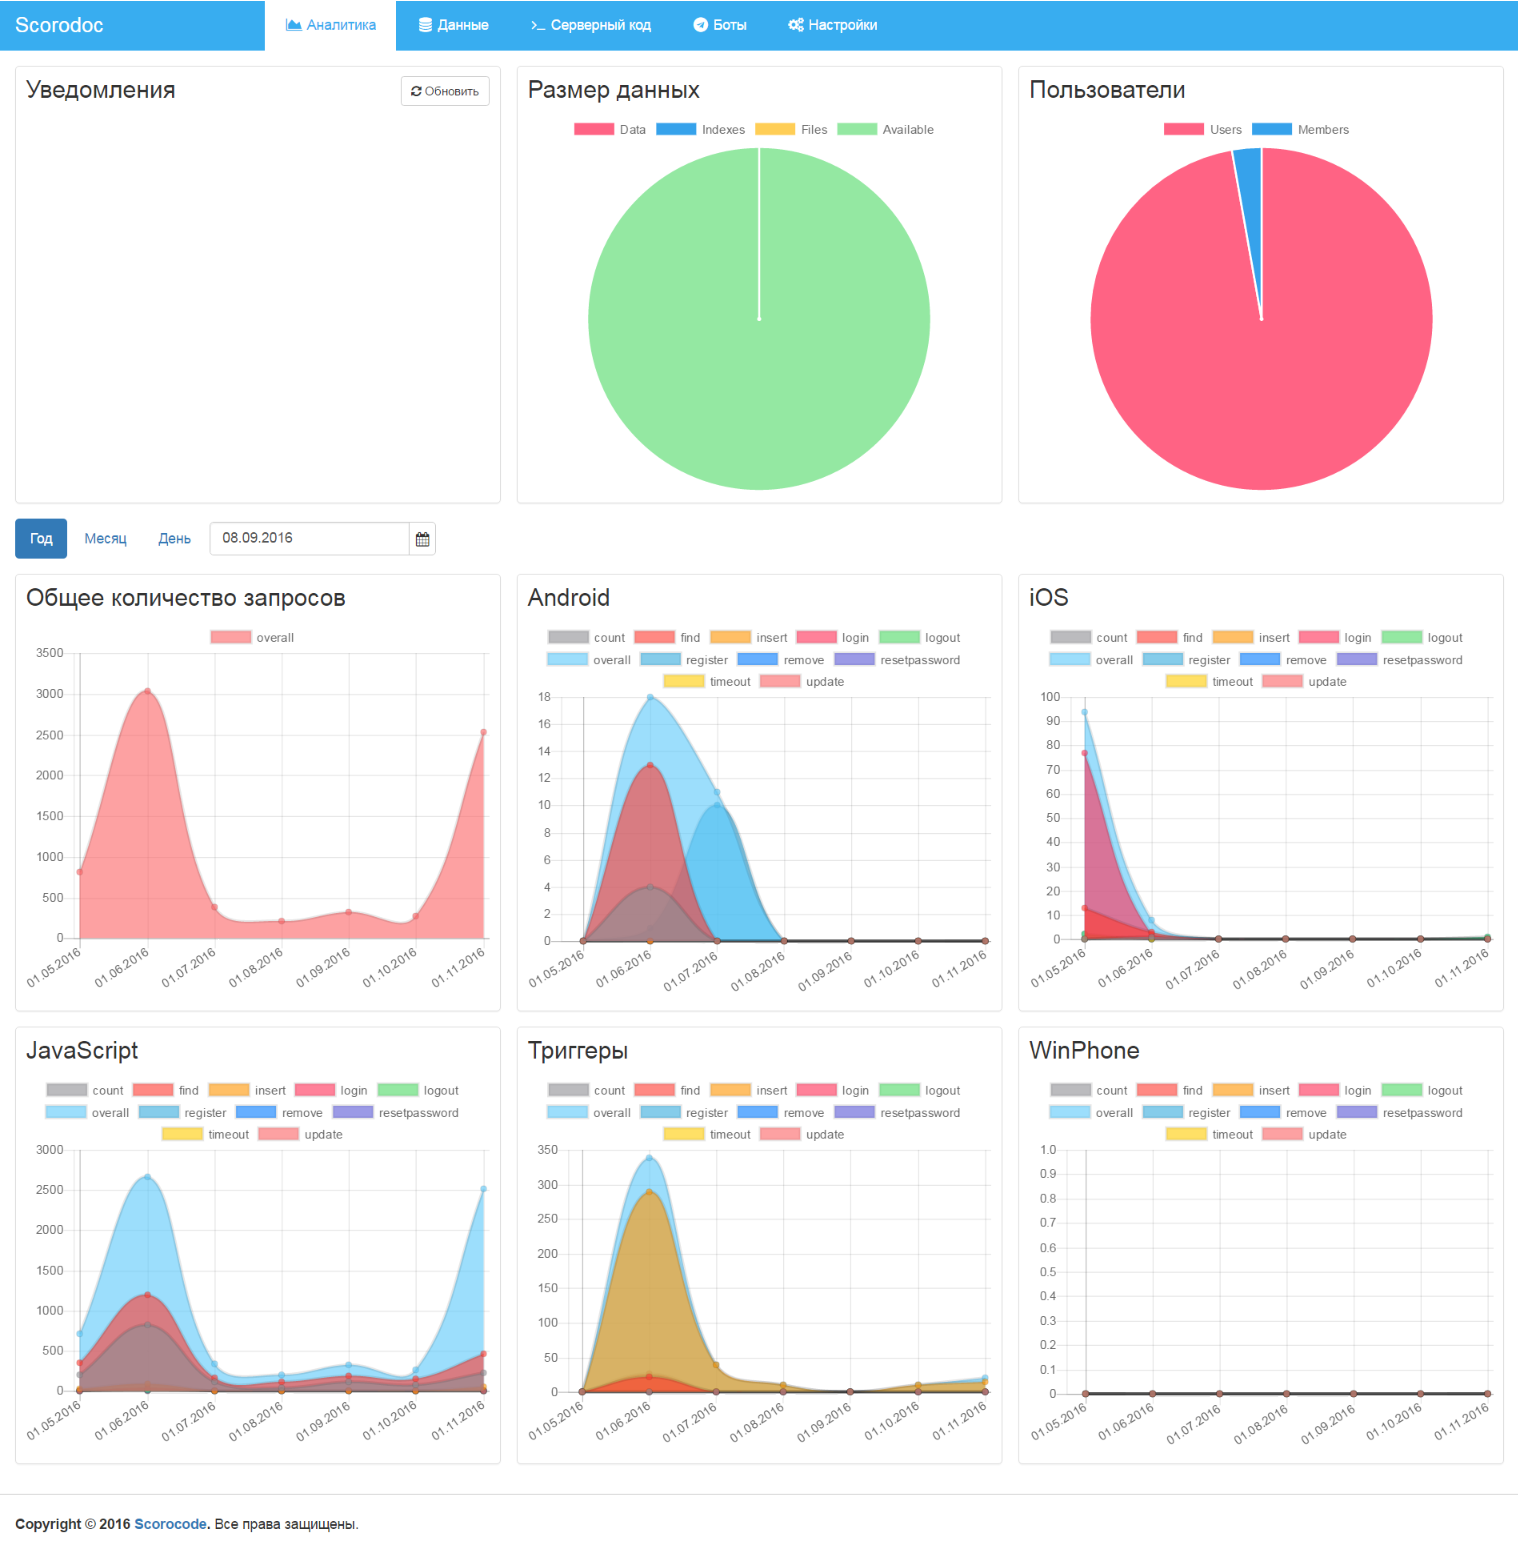 Scorodoc Аналитика Данные Серверный код Боты Настройки
Уведомления
Обновить
Размер данных
Data Indexes Files Available
Пользователи
Users Members
Год Месяц День 08.09.2016
Общее количество запросов
overall
3500
3000
2500
2000
1500
1000
500
0
01.05.2016 01.06.2016 01.07.2016 01.08.2016 01.09.2016 01.10.2016 01.11.2016
Android
count find insert login logout
overall register remove resetpassword
timeout update
18
16
14
12
10
8
6
4
2
0
01.05.2016 01.06.2016 01.07.2016 01.08.2016 01.09.2016 01.10.2016 01.11.2016
iOS
count find insert login logout
overall register remove resetpassword
timeout update
100
90
80
70
60
50
40
30
20
10
0
01.05.2016 01.06.2016 01.07.2016 01.08.2016 01.09.2016 01.10.2016 01.11.2016
JavaScript
count find insert login logout
overall register remove resetpassword
timeout update
3000
2500
2000
1500
1000
500
0
01.05.2016 01.06.2016 01.07.2016 01.08.2016 01.09.2016 01.10.2016 01.11.2016
Триггеры
count find insert login logout
overall register remove resetpassword
timeout update
350
300
250
200
150
100
50
0
01.05.2016 01.06.2016 01.07.2016 01.08.2016 01.09.2016 01.10.2016 01.11.2016
WinPhone
count find insert login logout
overall register remove resetpassword
timeout update
1.0
0.9
0.8
0.7
0.6
0.5
0.4
0.3
0.2
0.1
0
01.05.2016 01.06.2016 01.07.2016 01.08.2016 01.09.2016 01.10.2016 01.11.2016
Copyright © 2016 Scorocode. Все права защищены.